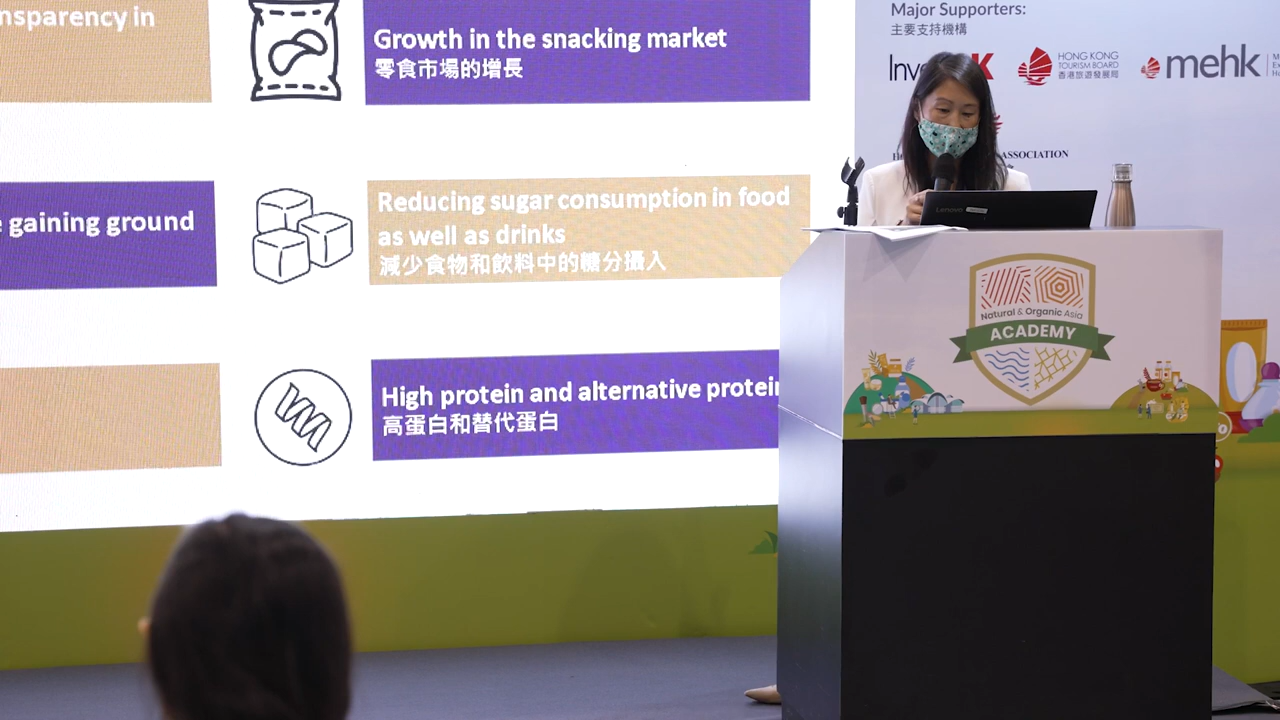 nsparency in
Growth in the snacking market
零食市場的增長
gaining ground
Reducing sugar consumption in food
as well as drinks
減少食物和飲料中的糖分攝入
High protein and alternative protein
高蛋白和替代蛋白
Major Supporters:
主要支持機構
Inve K
HONG KONG
TOURISM BOARD
香港旅遊發展局
mehk
ASSOCIATION
Lenovo
Natural & Organic Asia
ACADEMY